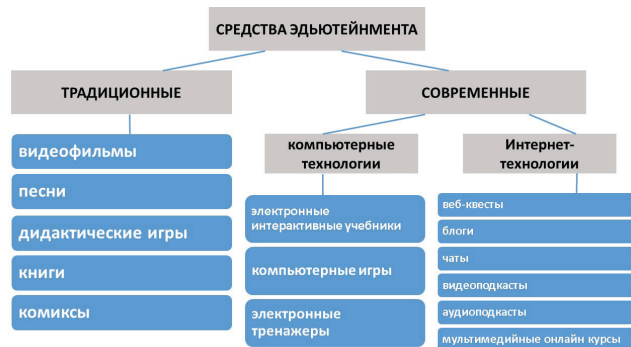 СРЕДСТВА ЭДЬЮТЕЙНМЕНТА
ТРАДИЦИОННЫЕ
СОВРЕМЕННЫЕ
видеофильмы
песни
дидактические игры
книги
комиксы
компьютерные
технологии
электронные
интерактивные учебники
компьютерные игры
электронные
тренажеры
Интернет-
технологии
веб-квесты
блоги
чаты
видеоподкасты
аудиоподкасты
мультимедийные онлайн курсы